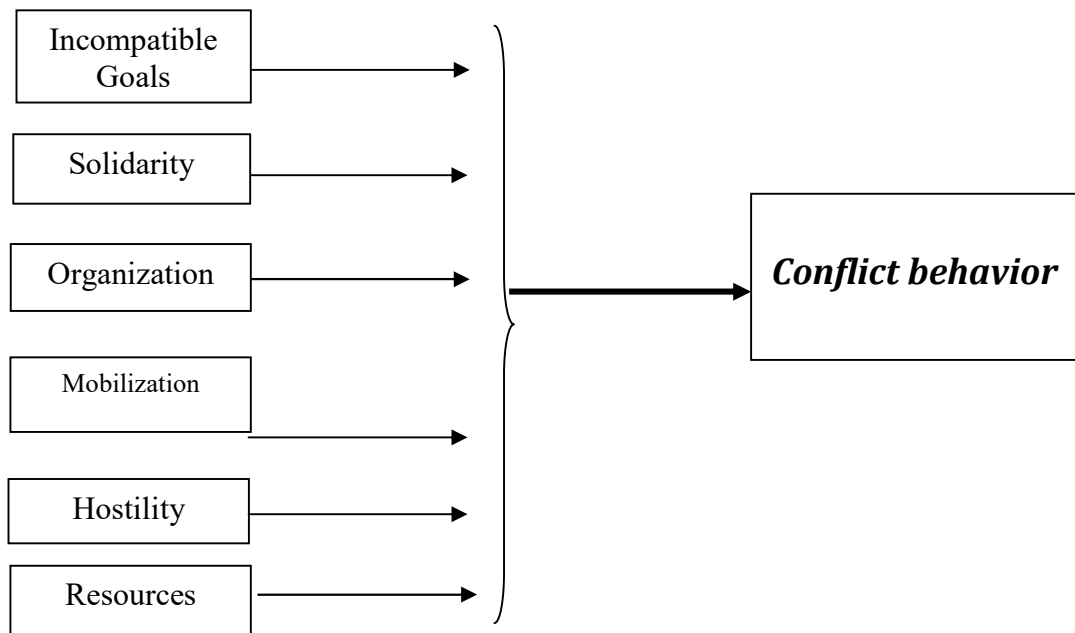 Incompatible
Goals
Solidarity
Organization
Mobilization
Hostility
Resources
Conflict behavior